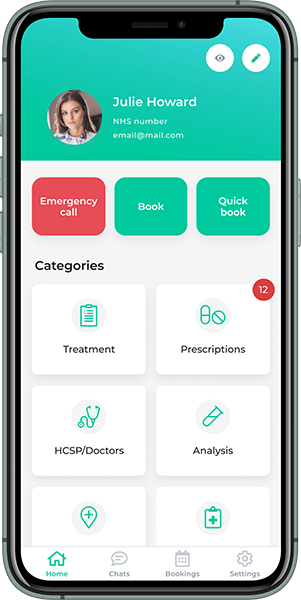 Julie Howard
NHS number
email@mail.com
Emergency
call
Book
Quick
book
Categories
12
Treatment
Prescriptions
HCSP/Doctors
Analysis
Home
Chats
Bookings
Settings